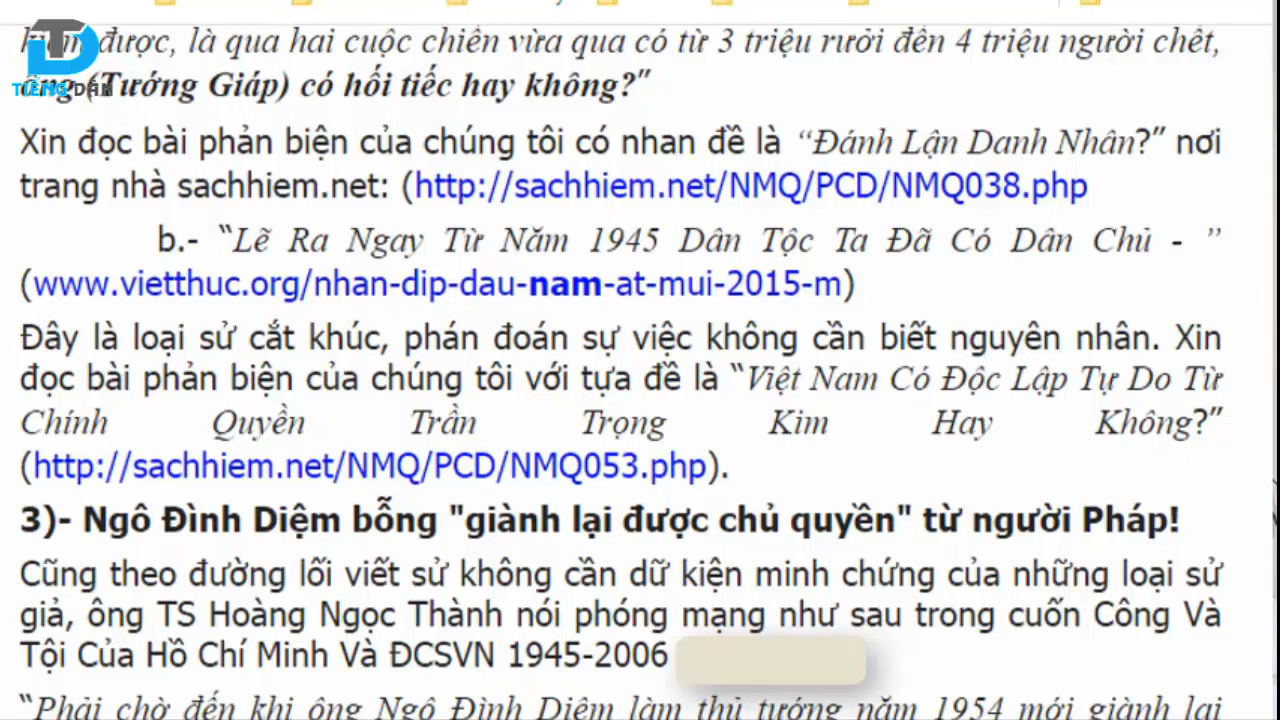 được, là qua hai cuộc chiến vừa qua có từ 3 triệu rưởi đến 4 triệu người chết,
TIẾNG DÂN
ông (Tướng Giáp) có hối tiếc hay không?"
Xin đọc bài phản biện của chúng tôi có nhan đề là “Đánh Lận Danh Nhân?” nơi
trang nhà sachhiem.net: (http://sachhiem.net/NMQ/PCD/NMQ038.php
b.- “Lẽ Ra Ngay Từ Năm 1945 Dân Tộc Ta Đã Có Dân Chủ - ”
(www.vietthuc.org/nhan-dip-dau-nam-at-mui-2015-m)
Đây là loại sử cắt khúc, phán đoán sự việc không cần biết nguyên nhân. Xin
đọc bài phản biện của chúng tôi với tựa đề là “Việt Nam Có Độc Lập Tự Do Từ
Chính Quyền Trần Trọng Kim Hay Không?”
(http://sachhiem.net/NMQ/PCD/NMQ053.php).
3)- Ngô Đình Diệm bỗng "giành lại được chủ quyền" từ người Pháp!
Cũng theo đường lối viết sử không cần dữ kiện minh chứng của những loại sử
giả, ông TS Hoàng Ngọc Thành nói phóng mạng như sau trong cuốn Công Và
Tội Của Hồ Chí Minh Và ĐCSVN 1945-2006
“Phải chờ đến khi ông Ngô Đình Diệm làm thủ tướng năm 1954 mới giành lại